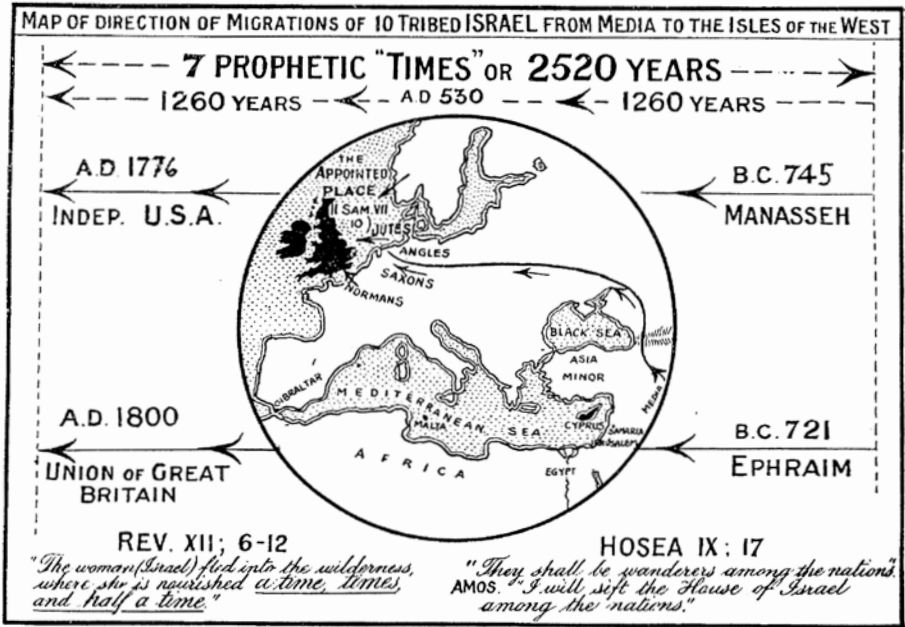 MAP OF DIRECTION OF MIGRATIONS OF 10 TRIBED ISRAEL FROM MEDIA TO THE ISLES OF THE WEST
7 PROPHETIC "TIMES" OR 2520 YEARS
1260 YEARS A.D 530 1260 YEARS
A.D. 1776
INDEP. U.S.A.
B.C. 745
MANASSEH
THE
APPOINTED
PLACE
II SAM. VII
10
JUTES
ANGLES
SAXONS
NORMANS
BLACK SEA
ASIA
MINOR
MEDIA
GIBRALTAR
MEDITERRANEAN SEA
MALTA
CYPRUS
SAMARIA
JERUSALEM
EGYPT
AFRICA
A.D. 1800
UNION OF GREAT
BRITAIN
B.C. 721
EPHRAIM
REV. XII; 6-12
"The woman (Israel) fled into the wilderness,
where she is nourished a time, times,
and half a time."
HOSEA IX: 17
"They shall be wanderers among the nations".
AMOS. "I will sift the House of Israel
among the nations."